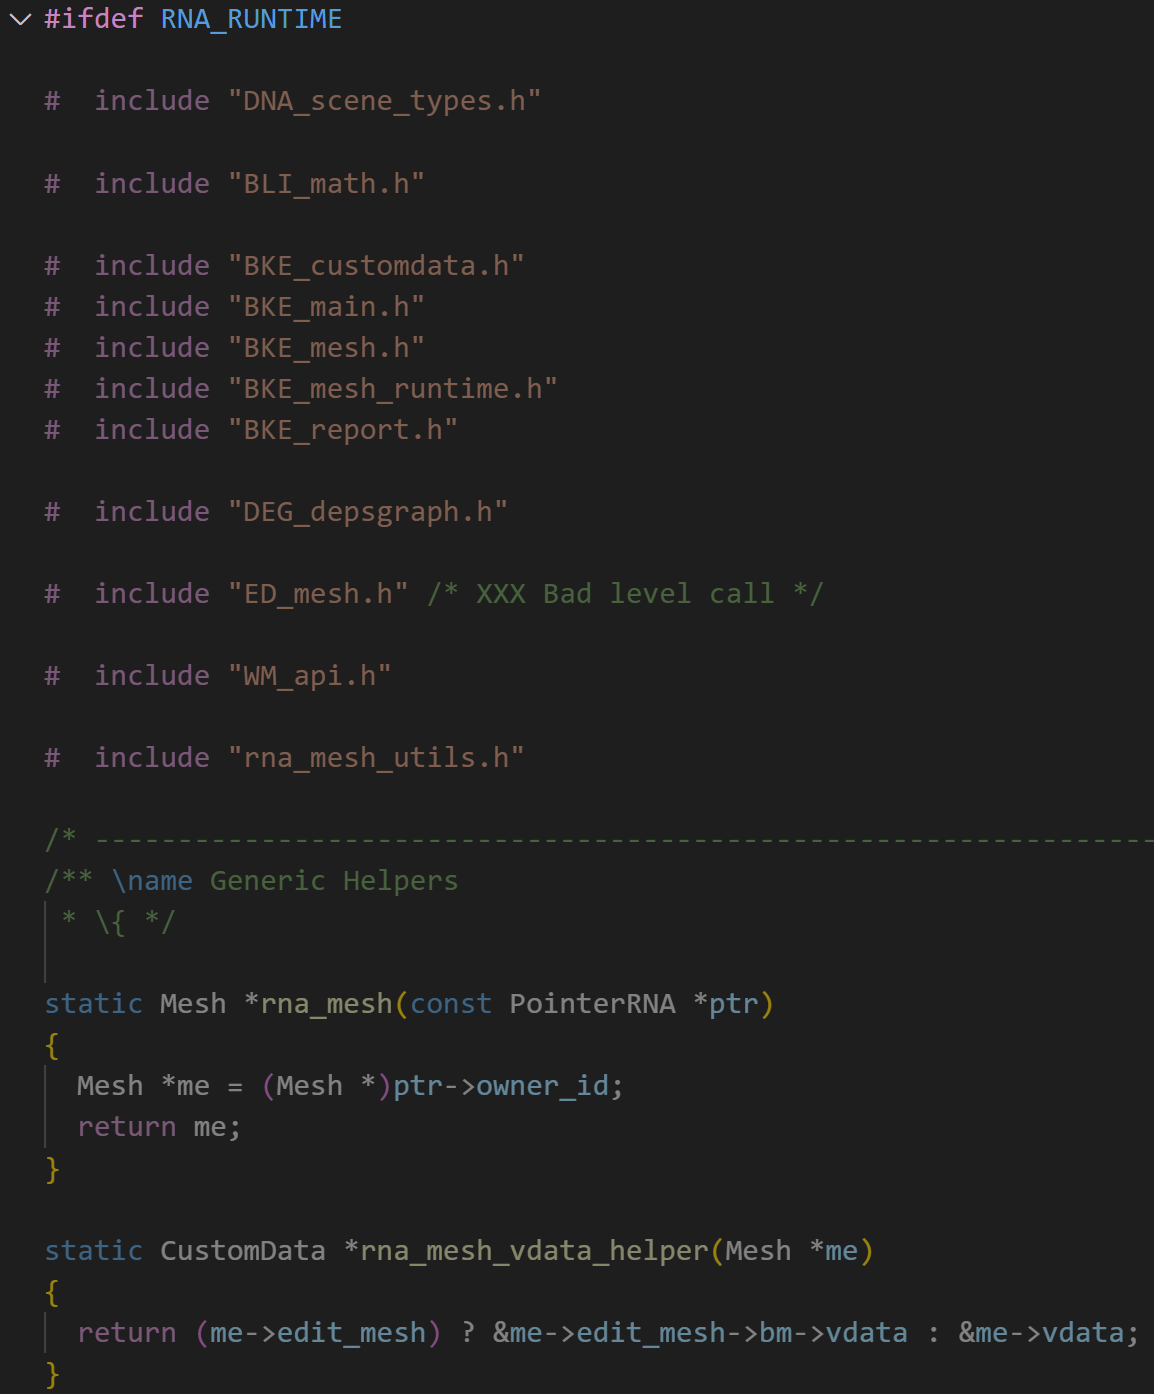 #ifdef RNA_RUNTIME
#  include "DNA_scene_types.h"
#  include "BLI_math.h"
#  include "BKE_customdata.h"
#  include "BKE_main.h"
#  include "BKE_mesh.h"
#  include "BKE_mesh_runtime.h"
#  include "BKE_report.h"
#  include "DEG_depsgraph.h"
#  include "ED_mesh.h" /* XXX Bad level call */
#  include "WM_api.h"
#  include "rna_mesh_utils.h"
/* ----------------------------------------------------------------
/** \name Generic Helpers
 * \{ */
static Mesh *rna_mesh(const PointerRNA *ptr)
{
  Mesh *me = (Mesh *)ptr->owner_id;
  return me;
}
static CustomData *rna_mesh_vdata_helper(Mesh *me)
{
  return (me->edit_mesh) ? &me->edit_mesh->bm->vdata : &me->vdata;
}